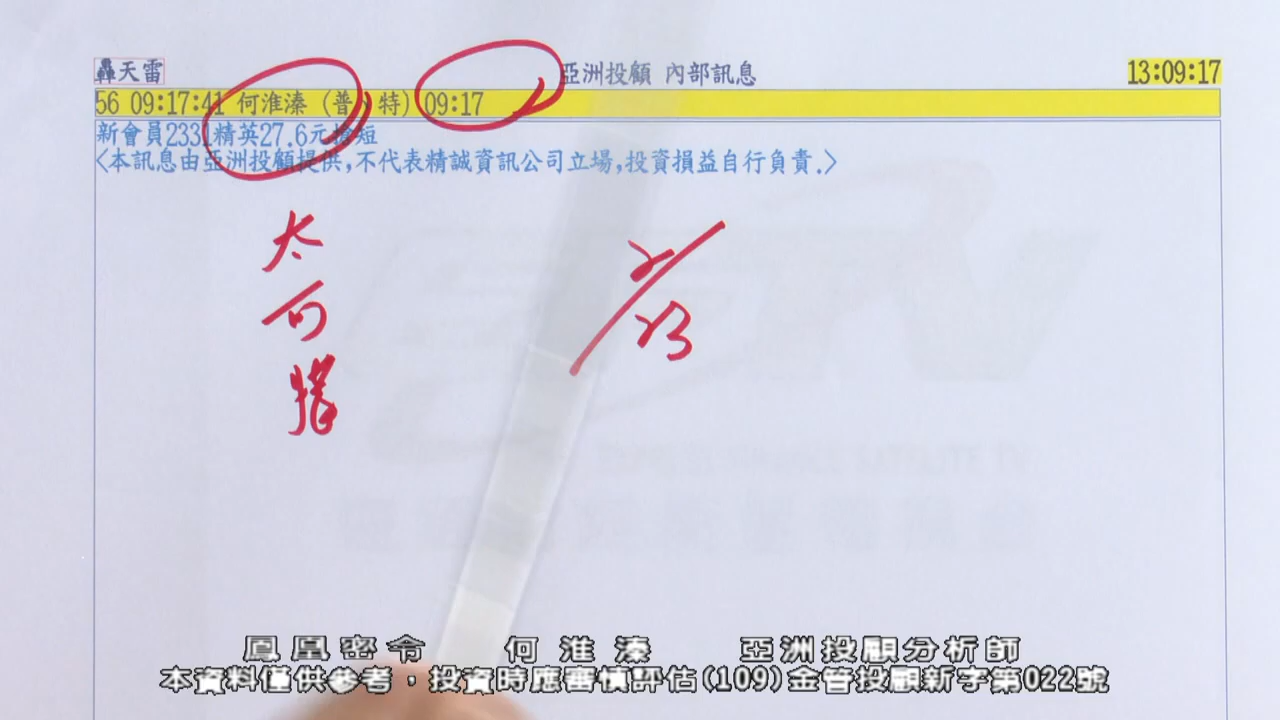 轟天雷 亞洲投顧 內部訊息 13:09:17
56 09:17:41 何淮溱 (普、特) 09:17
新會員2331精英27.6元搶短
<本訊息由亞洲投顧提供,不代表精誠資訊公司立場,投資損益自行負責.>
太
何
2/23
鳳凰密令 何淮溱 亞洲投顧分析師
本資料僅供參考，投資時應審慎評估(109)金管投顧新字第022號